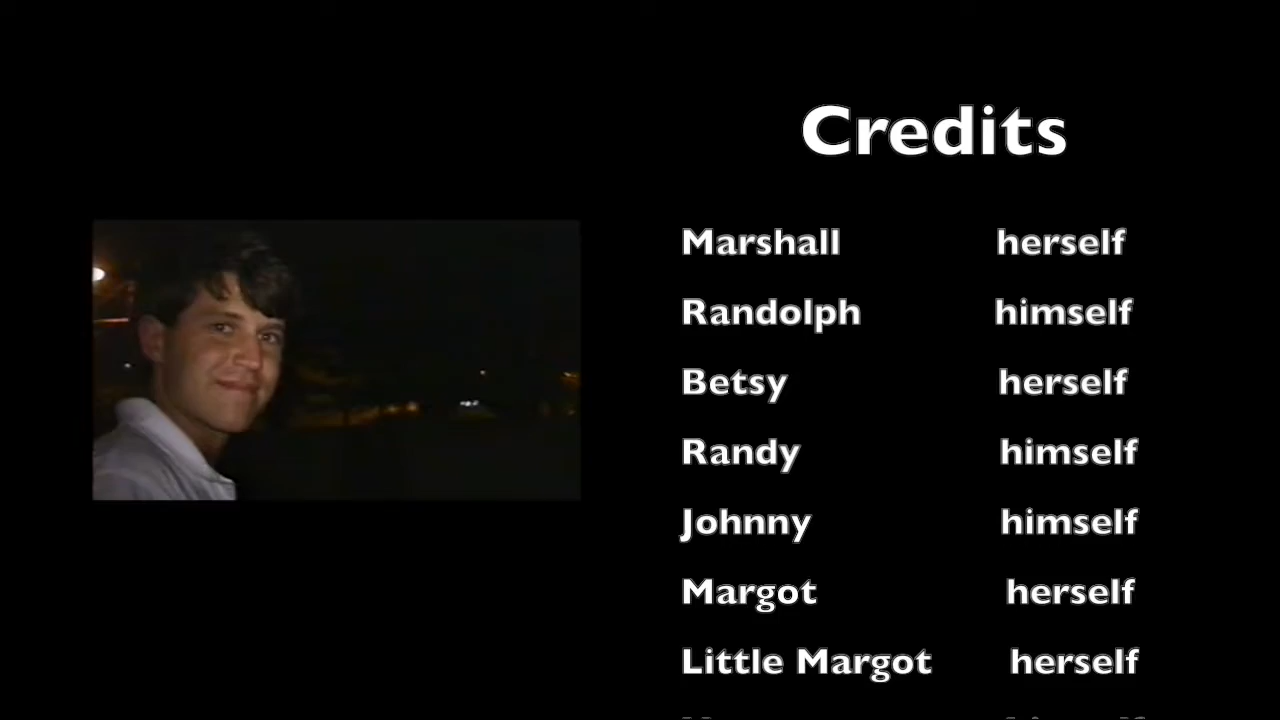 Credits
Marshall herself
Randolph himself
Betsy herself
Randy himself
Johnny himself
Margot herself
Little Margot herself